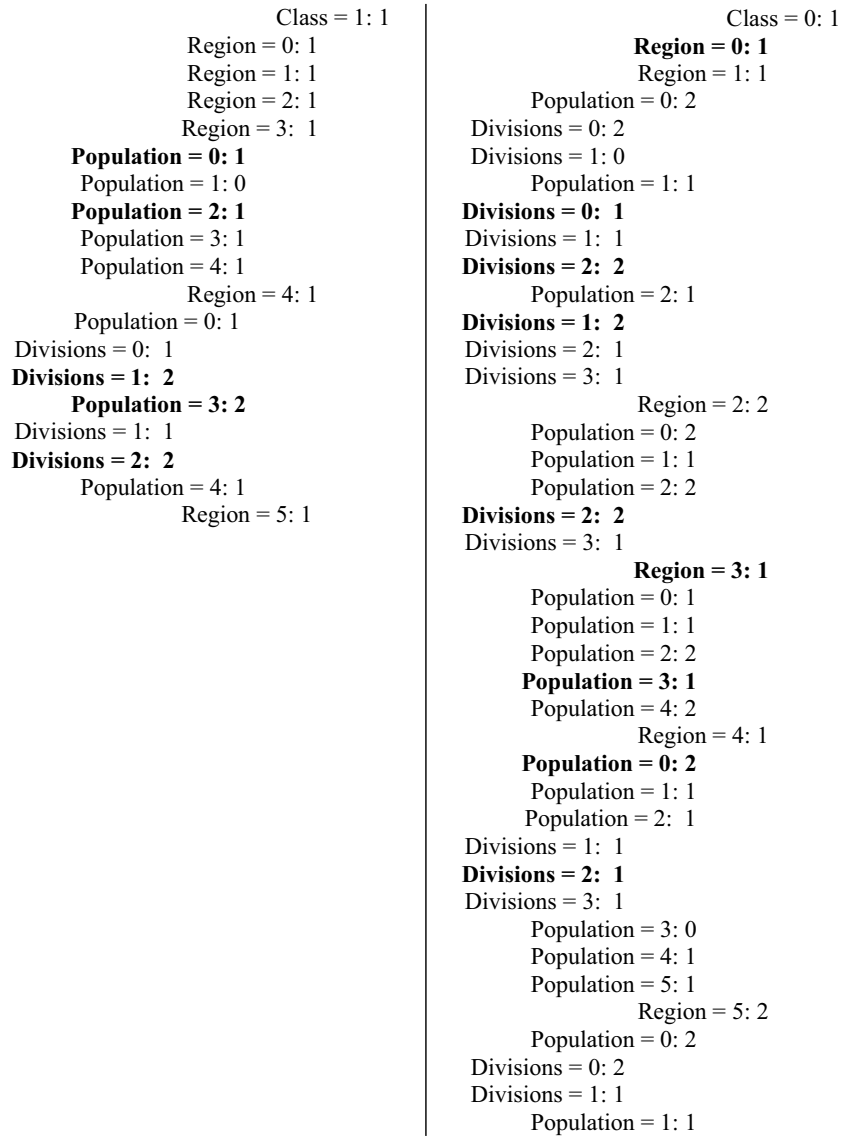 Class = 1: 1
Region = 0: 1
Region = 1: 1
Region = 2: 1
Region = 3: 1
Population = 0: 1
Population = 1: 0
Population = 2: 1
Population = 3: 1
Population = 4: 1
Region = 4: 1
Population = 0: 1
Divisions = 0: 1
Divisions = 1: 2
Population = 3: 2
Divisions = 1: 1
Divisions = 2: 2
Population = 4: 1
Region = 5: 1
Class = 0: 1
Region = 0: 1
Region = 1: 1
Population = 0: 2
Divisions = 0: 2
Divisions = 1: 0
Population = 1: 1
Divisions = 0: 1
Divisions = 1: 1
Divisions = 2: 2
Population = 2: 1
Divisions = 1: 2
Divisions = 2: 1
Divisions = 3: 1
Region = 2: 2
Population = 0: 2
Population = 1: 1
Population = 2: 2
Divisions = 2: 2
Divisions = 3: 1
Region = 3: 1
Population = 0: 1
Population = 1: 1
Population = 2: 2
Population = 3: 1
Population = 4: 2
Region = 4: 1
Population = 0: 2
Population = 1: 1
Population = 2: 1
Divisions = 1: 1
Divisions = 2: 1
Divisions = 3: 1
Population = 3: 0
Population = 4: 1
Population = 5: 1
Region = 5: 2
Population = 0: 2
Divisions = 0: 2
Divisions = 1: 1
Population = 1: 1